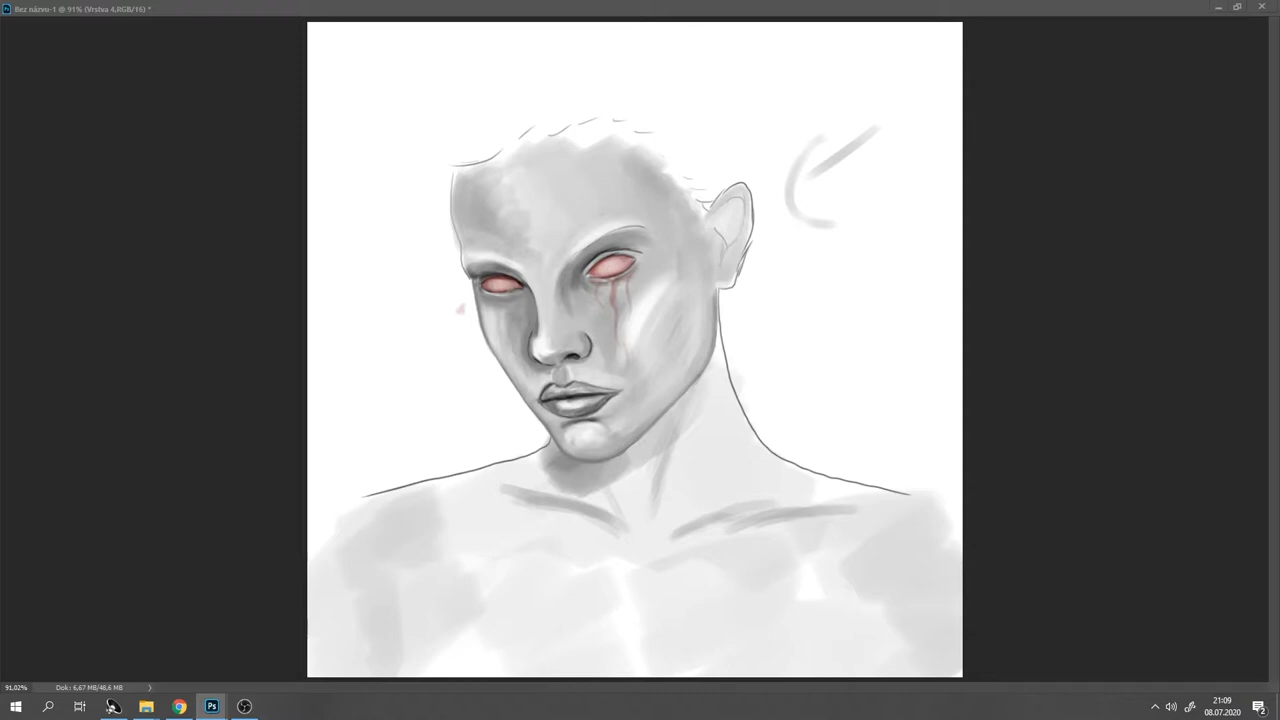 Bez názvu-1 @ 91% (Vrstva 4,RGB/16) *
91,02%
Dok: 6,67 MB/48,6 MB
Ps
21:09
08.07.2020
2